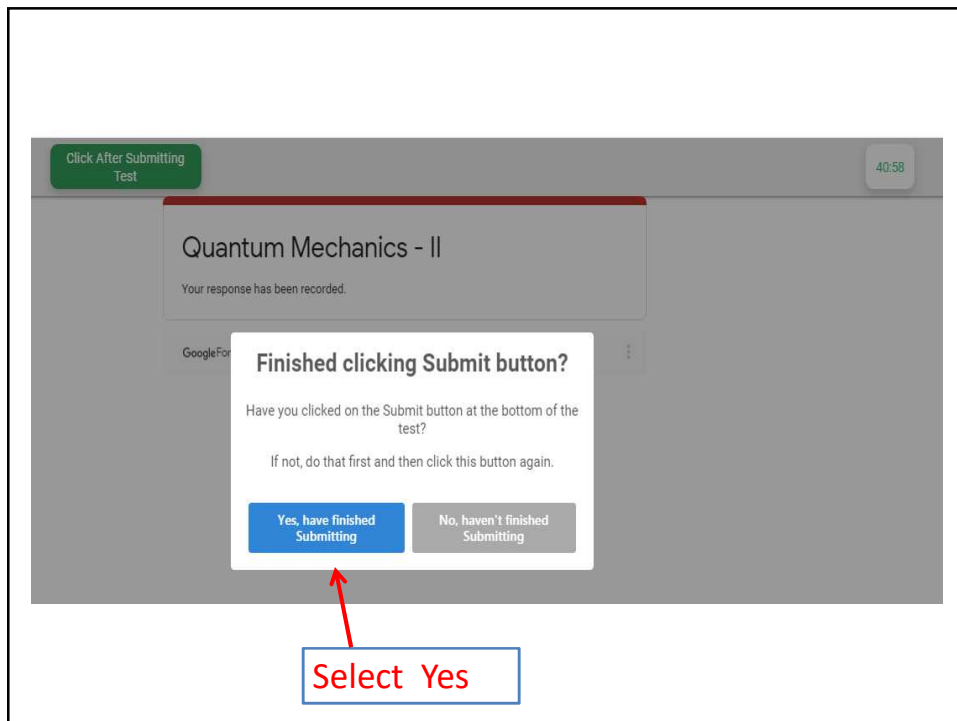 Click After Submitting
Test
40:58
Quantum Mechanics - II
Your response has been recorded.
GoogleFor
Finished clicking Submit button?
Have you clicked on the Submit button at the bottom of the
test?
If not, do that first and then click this button again.
Yes, have finished
Submitting
No, haven't finished
Submitting
Select Yes